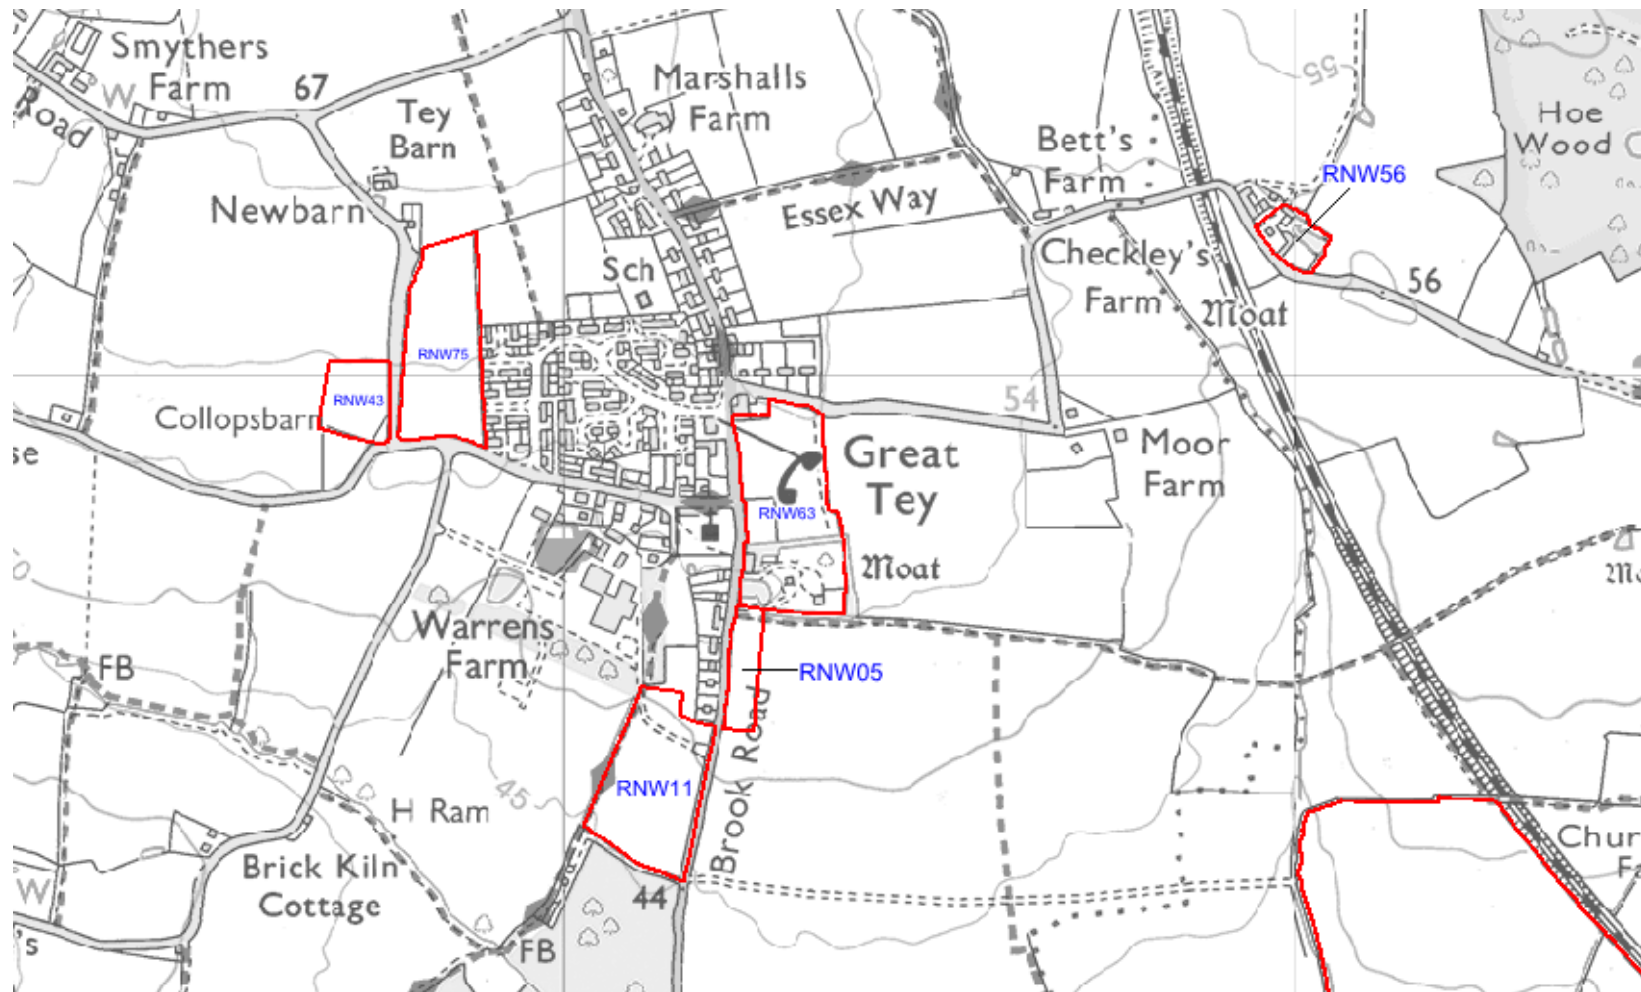 Smythers
Farm
67
W
Road
Tey
Barn
Marshalls
Farm
55
Hoe
Wood
Bett's
Farm
RNW56
Newbarn
Essex Way
Sch
Checkley's
Farm
56
Moat
RNW75
RNW43
Collopsbarn
54
Great
Tey
Moor
Farm
se
RNW63
Moat
Warrens
Farm
FB
RNW05
Brook Road
RNW11
45
H Ram
Brick Kiln
Cottage
44
W
FB
's
Chur